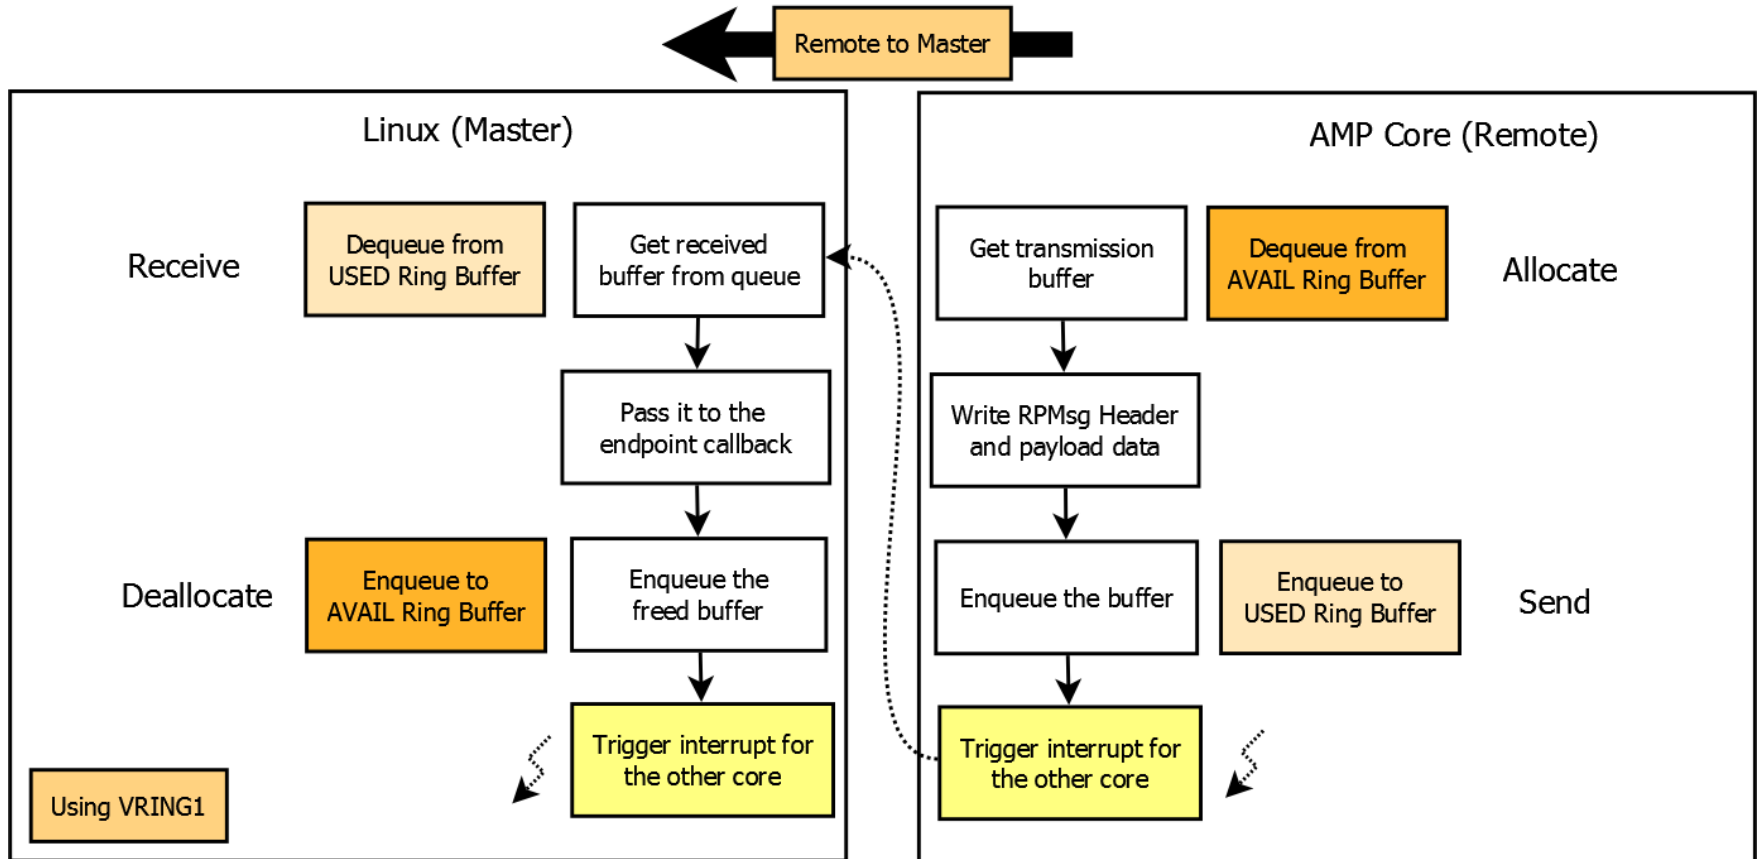 Remote to Master
Linux (Master)
Receive
Dequeue from
USED Ring Buffer
Get received
buffer from queue
Pass it to the
endpoint callback
Deallocate
Enqueue to
AVAIL Ring Buffer
Enqueue the
freed buffer
Trigger interrupt for
the other core
Using VRING1
AMP Core (Remote)
Get transmission
buffer
Dequeue from
AVAIL Ring Buffer
Allocate
Write RPMsg Header
and payload data
Enqueue the buffer
Enqueue to
USED Ring Buffer
Send
Trigger interrupt for
the other core